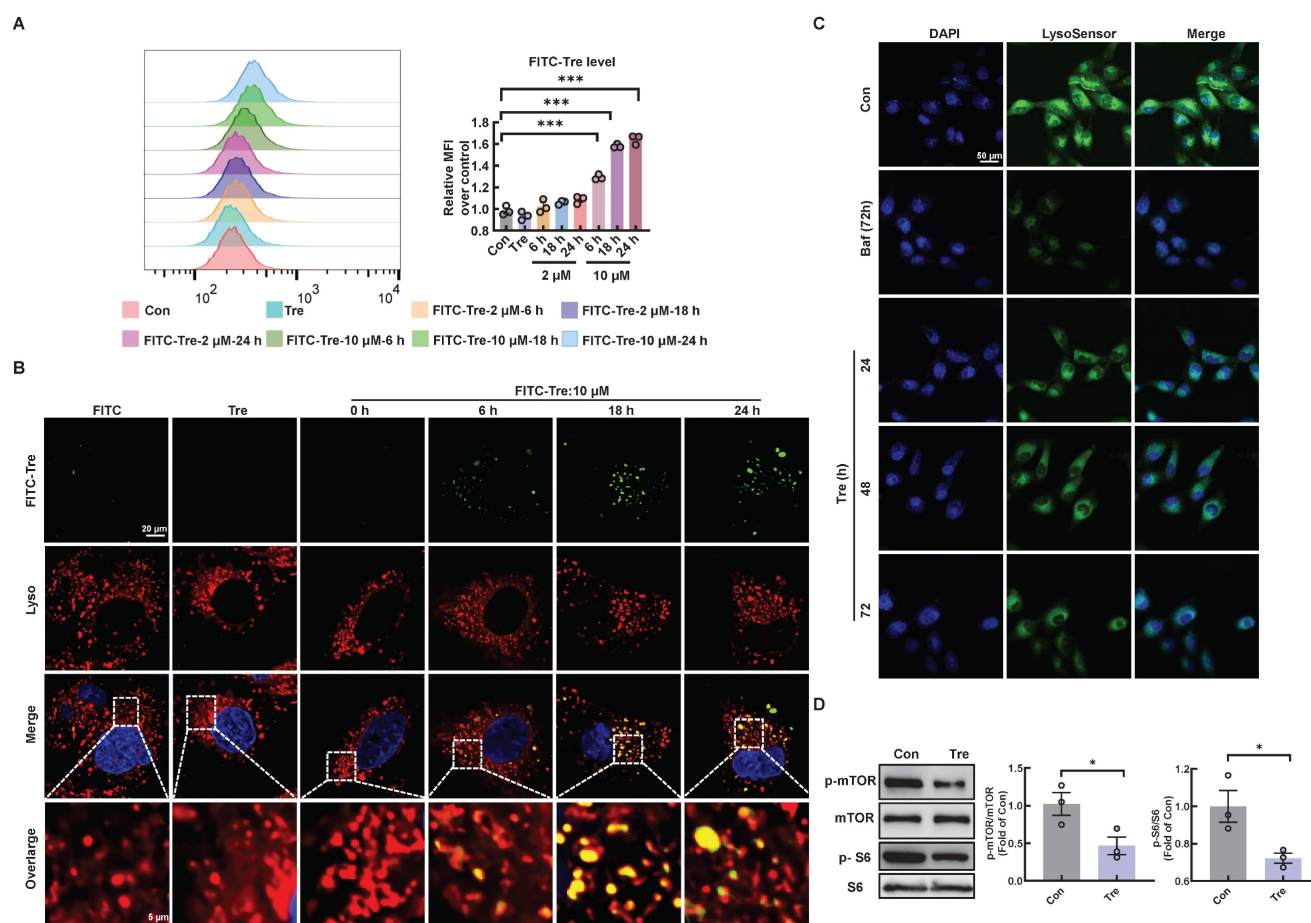 A
FITC-Tre level
***
***
***
Relative MFI
over control
1.8
1.6
1.4
1.2
1.0
0.8
Con
Tre
6 h
18 h
24 h
6 h
18 h
24 h
2 μM
10 μM
10²
10³
10⁴
Con
Tre
FITC-Tre-2 μM-6 h
FITC-Tre-2 μM-18 h
FITC-Tre-2 μM-24 h
FITC-Tre-10 μM-6 h
FITC-Tre-10 μM-18 h
FITC-Tre-10 μM-24 h
B
FITC-Tre:10 μM
FITC
Tre
0 h
6 h
18 h
24 h
FITC-Tre
20 μm
Lyso
Merge
Overlarge
5 μm
C
DAPI
LysoSensor
Merge
Con
50 μm
Baf (72h)
Tre (h)
24
48
72
D
Con
Tre
p-mTOR
mTOR
p- S6
S6
p-mTOR/mTOR
(Fold of Con)
1.5
1.0
0.5
0.0
*
Con
Tre
p-S6/S6
(Fold of Con)
1.2
1.0
0.8
0.6
*
Con
Tre